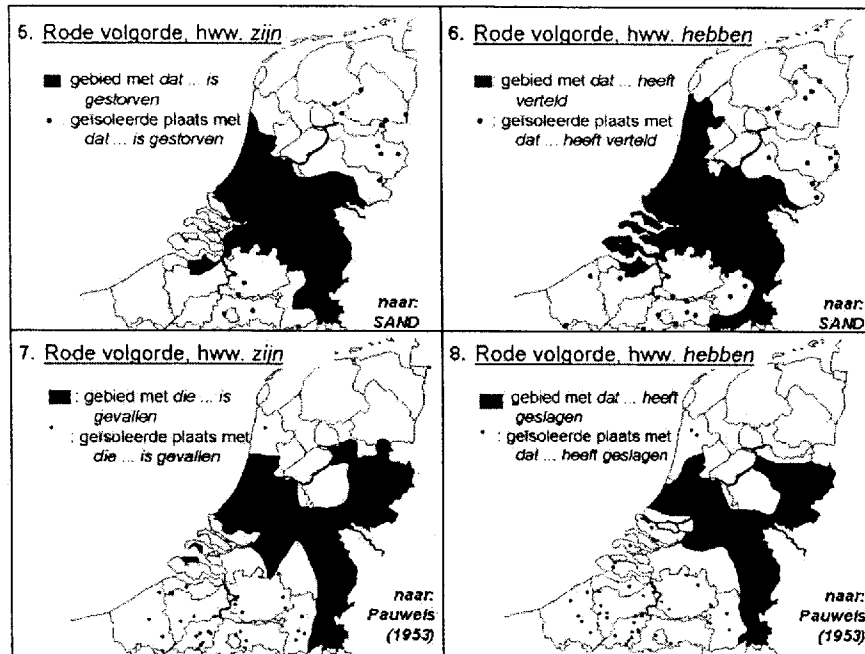 5. Rode volgorde, hww. zijn
gebied met dat ... is
gestorven
• : geïsoleerde plaats met
dat ... is gestorven
naar:
SAND
6. Rode volgorde, hww. hebben
gebied met dat ... heeft
verteld
• : geïsoleerde plaats met
dat ... heeft verteld
naar:
SAND
7. Rode volgorde, hww. zijn
: gebied met die ... is
gevallen
• : geïsoleerde plaats met
die ... is gevallen
naar:
Pauwels
(1953)
8. Rode volgorde, hww. hebben
: gebied met dat ... heeft
geslagen
• : geïsoleerde plaats met
dat ... heeft geslagen
naar:
Pauwels
(1953)